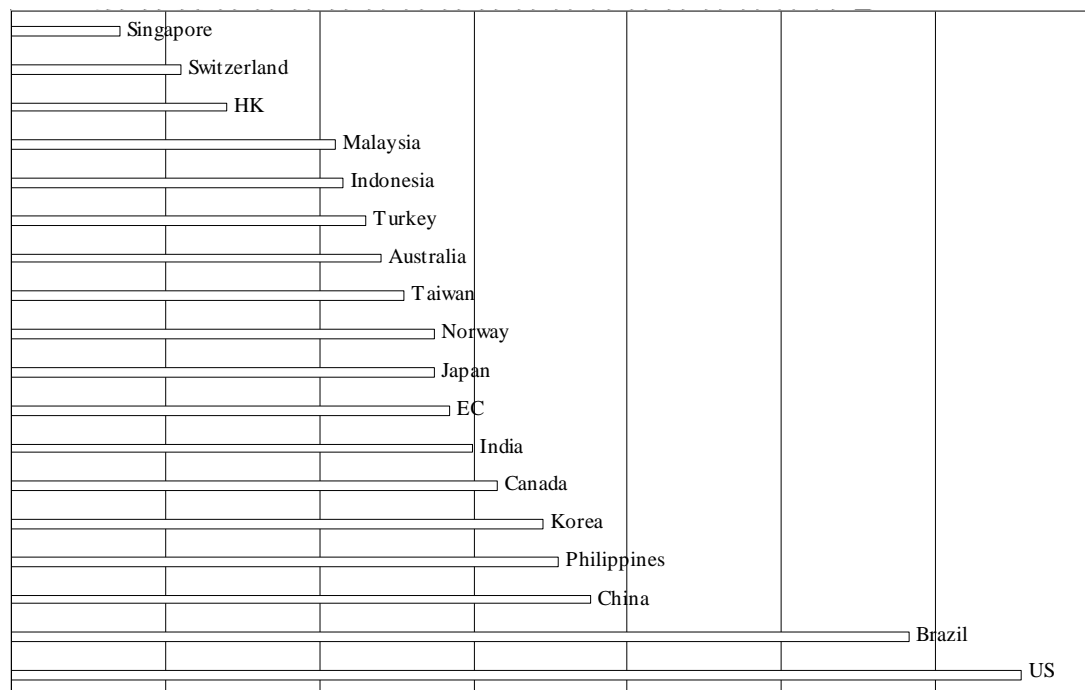 Singapore
Switzerland
HK
Malaysia
Indonesia
Turkey
Australia
Taiwan
Norway
Japan
EC
India
Canada
Korea
Philippines
China
Brazil
US